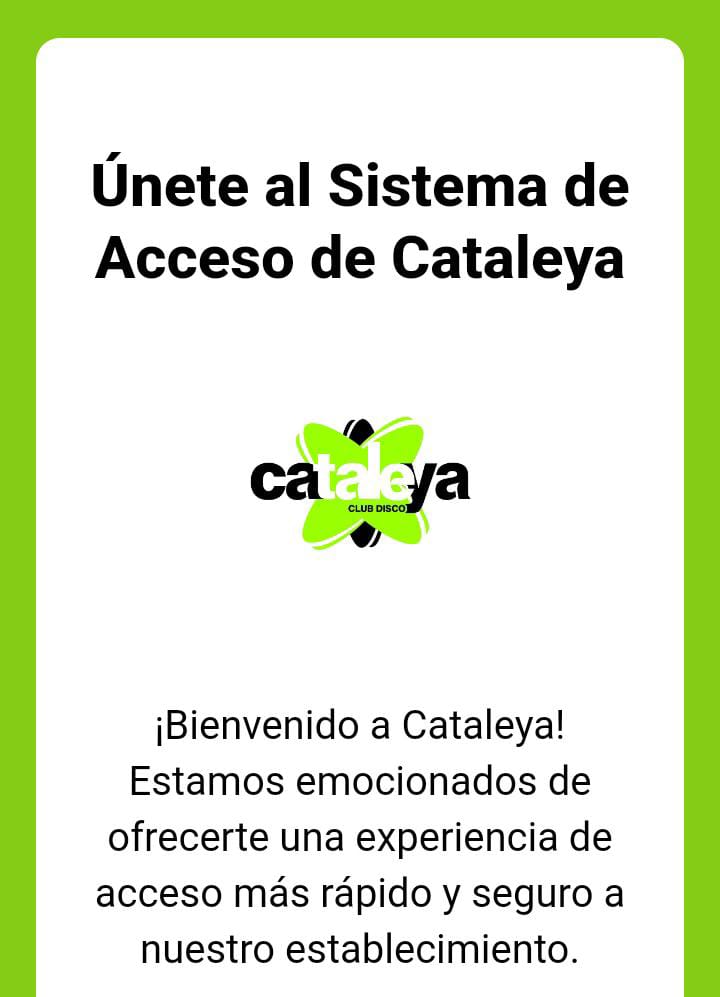 Únete al Sistema de
Acceso de Cataleya
cataleya
CLUB DISCO
¡Bienvenido a Cataleya!
Estamos emocionados de
ofrecerte una experiencia de
acceso más rápido y seguro a
nuestro establecimiento.